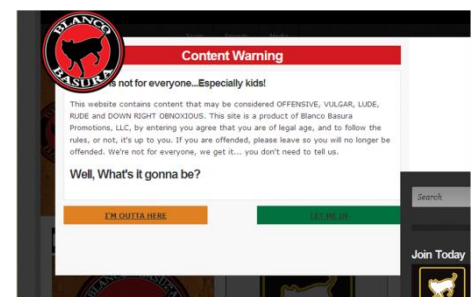 BLANCO
BASURA
Content Warning
is not for everyone...Especially kids!
This website contains content that may be considered OFFENSIVE, VULGAR, LUDE,
RUDE and DOWN RIGHT OBNOXIOUS. This site is a product of Blanco Basura
Promotions, LLC, by entering you agree that you are of legal age, and to follow the
rules, or not, it's up to you. If you are offended, please leave so you will no longer be
offended. We're not for everyone, we get it... you don't need to tell us.
Well, What's it gonna be?
I'M OUTTA HERE
LET ME IN
Search
Join Today